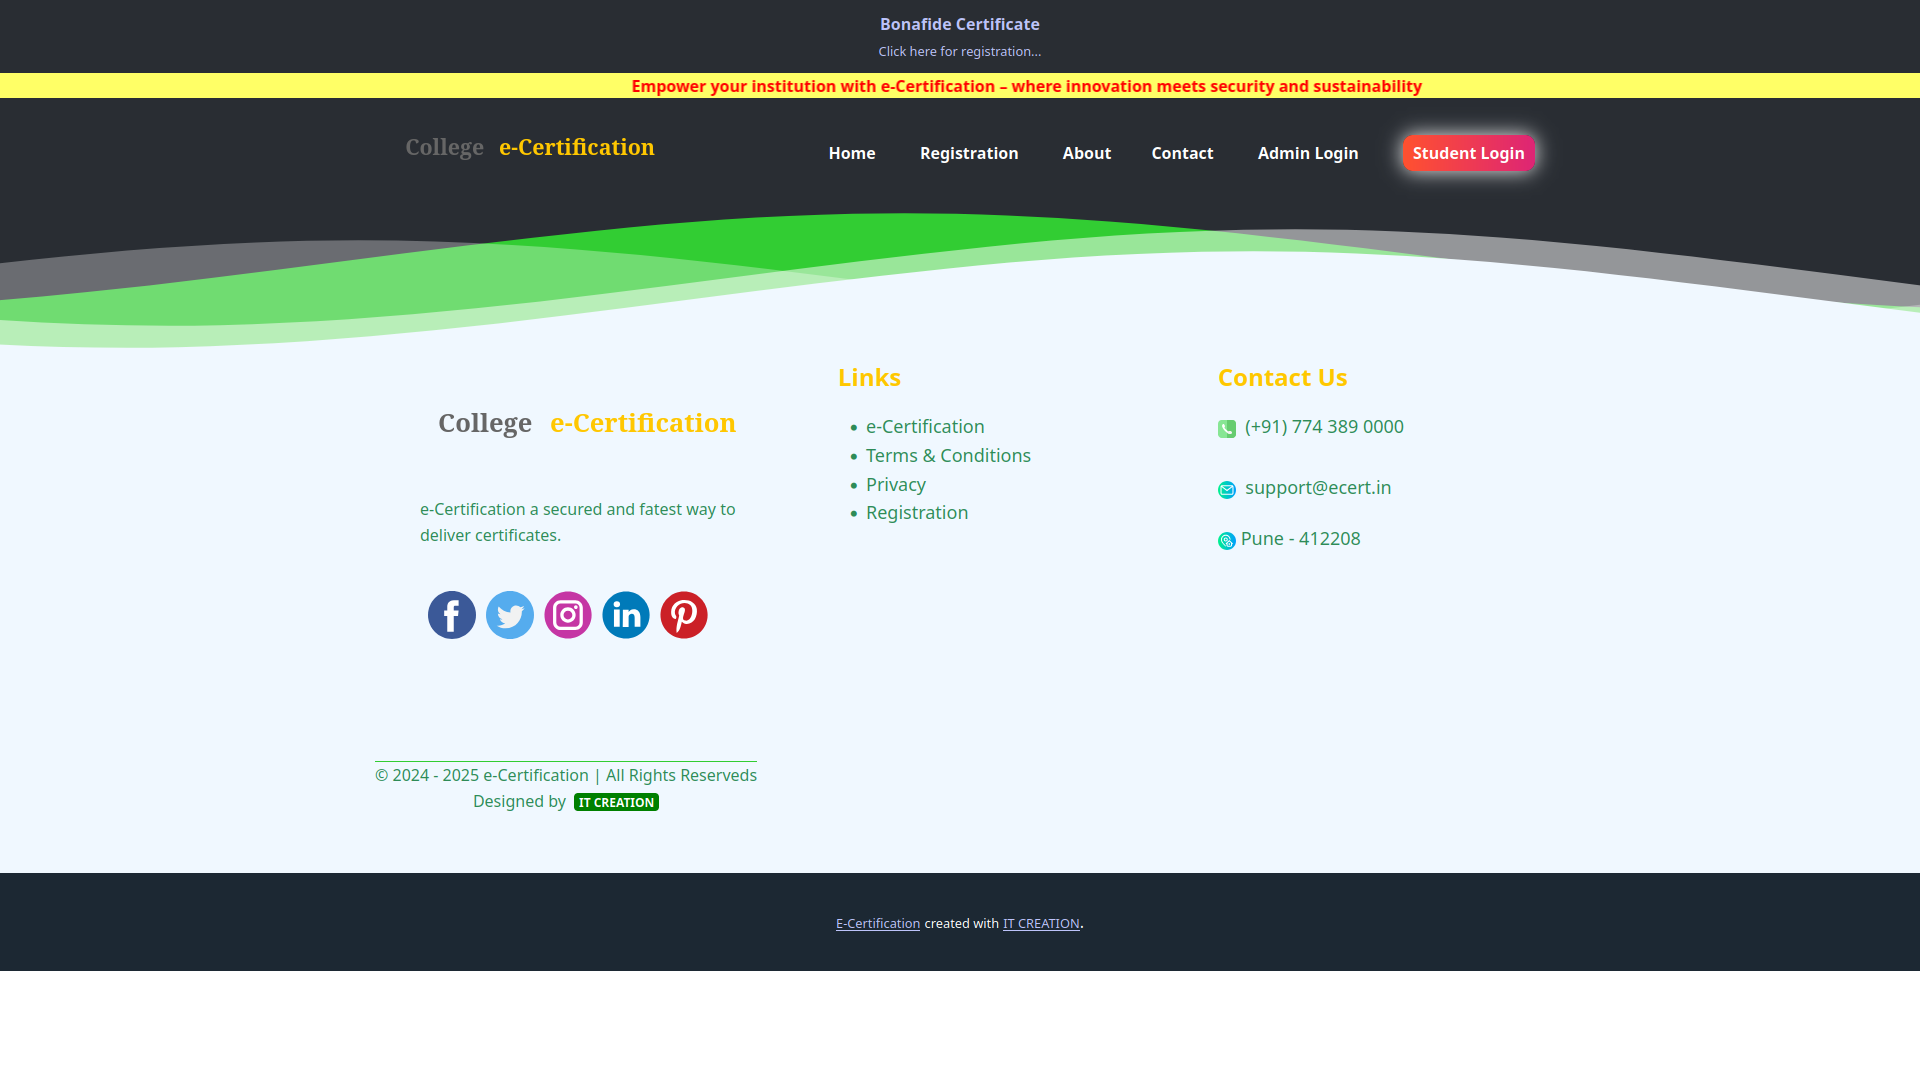 Bonafide Certificate
Click here for registration...
Empower your institution with e-Certification – where innovation meets security and sustainability
College e-Certification
Home Registration About Contact Admin Login Student Login
College e-Certification
e-Certification a secured and fatest way to
deliver certificates.
Links
e-Certification
Terms & Conditions
Privacy
Registration
Contact Us
(+91) 774 389 0000
support@ecert.in
Pune - 412208
© 2024 - 2025 e-Certification | All Rights Reserveds
Designed by IT CREATION
E-Certification created with IT CREATION.